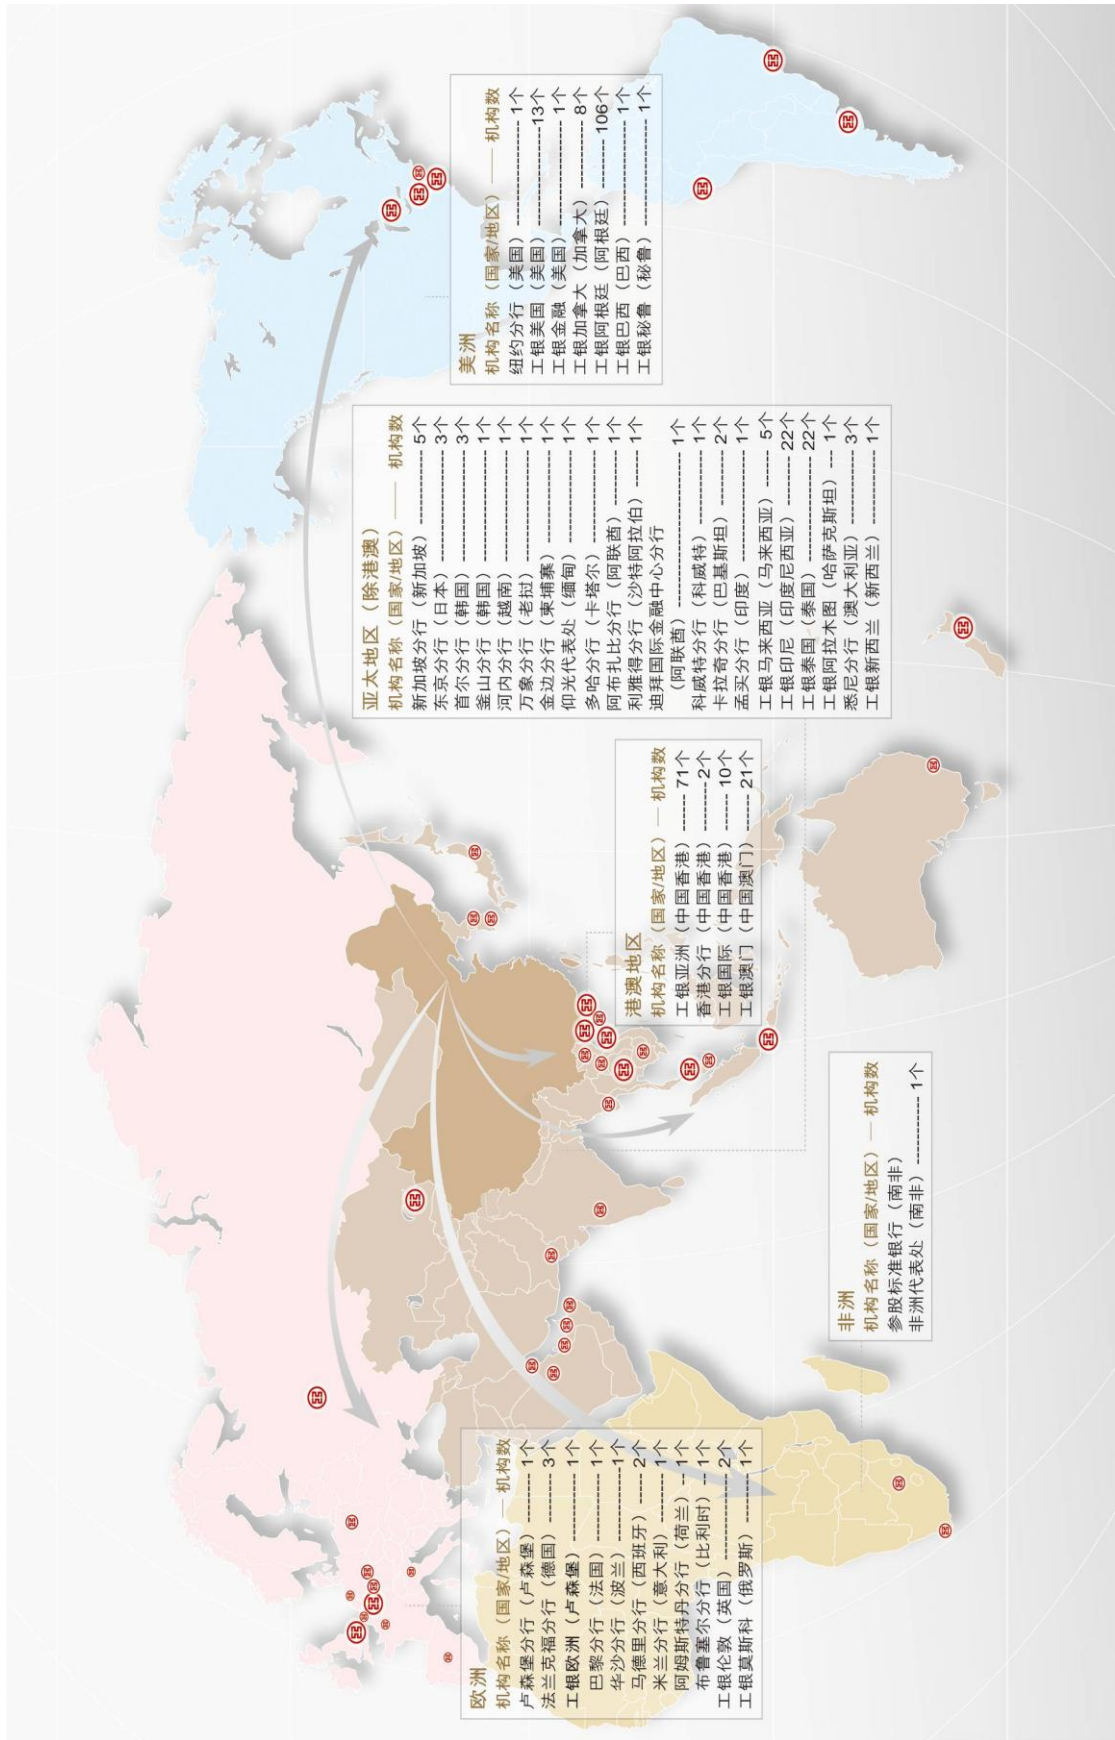 美洲
机构名称（国家/地区）—— 机构数
纽约分行（美国）------------1个
工银美国（美国）------------13个
工银金融（美国）------------1个
工银加拿大（加拿大）--------8个
工银阿根廷（阿根廷）--------106个
工银巴西（巴西）------------1个
工银秘鲁（秘鲁）------------1个
亚太地区（除港澳）
机构名称（国家/地区）—— 机构数
新加坡分行（新加坡）------------5个
东京分行（日本）------------3个
首尔分行（韩国）------------3个
釜山分行（韩国）------------1个
河内分行（越南）------------1个
万象分行（老挝）------------1个
金边分行（柬埔寨）------------1个
仰光代表处（缅甸）------------1个
多哈分行（卡塔尔）------------1个
阿布扎比分行（阿联酋）--------1个
利雅得分行（沙特阿拉伯）------1个
迪拜国际金融中心分行
（阿联酋）--------------------1个
科威特分行（科威特）----------1个
卡拉奇分行（巴基斯坦）--------2个
孟买分行（印度）------------1个
工银马来西亚（马来西亚）------5个
工银印尼（印度尼西亚）--------22个
工银泰国（泰国）------------22个
工银阿拉木图（哈萨克斯坦）---1个
悉尼分行（澳大利亚）----------3个
工银新西兰（新西兰）----------1个
港澳地区
机构名称（国家/地区）— 机构数
工银亚洲（中国香港）------71个
香港分行（中国香港）-------2个
工银国际（中国香港）------10个
工银澳门（中国澳门）------21个
非洲
机构名称（国家/地区）— 机构数
参股标准银行（南非）
非洲代表处（南非）-----------1个
欧洲
机构名称（国家/地区）— 机构数
卢森堡分行（卢森堡）--------1个
法兰克福分行（德国）--------3个
工银欧洲（卢森堡）--------1个
巴黎分行（法国）----------1个
华沙分行（波兰）----------1个
马德里分行（西班牙）------2个
米兰分行（意大利）--------1个
阿姆斯特丹分行（荷兰）--1个
布鲁塞尔分行（比利时）--1个
工银伦敦（英国）------------2个
工银莫斯科（俄罗斯）------1个